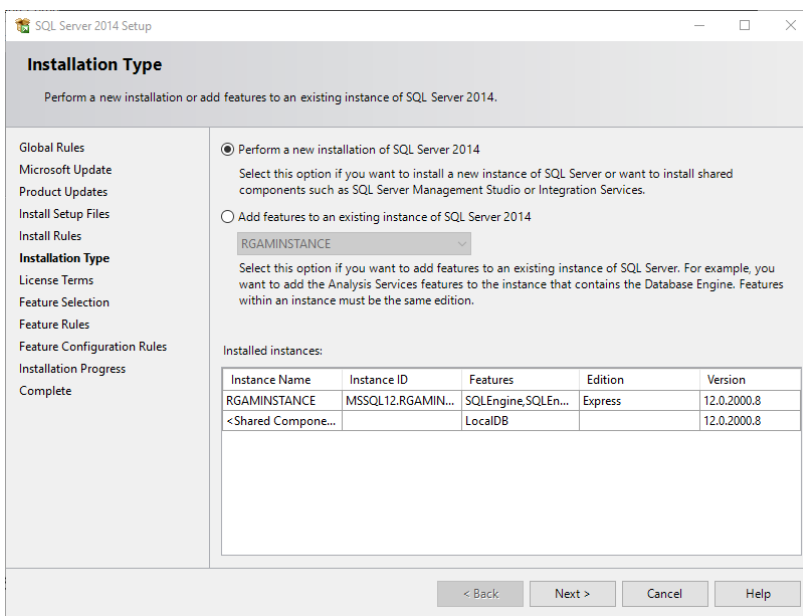 SQL Server 2014 Setup
Installation Type
Perform a new installation or add features to an existing instance of SQL Server 2014.
Global Rules
Microsoft Update
Product Updates
Install Setup Files
Install Rules
Installation Type
License Terms
Feature Selection
Feature Rules
Feature Configuration Rules
Installation Progress
Complete
Perform a new installation of SQL Server 2014
Select this option if you want to install a new instance of SQL Server or want to install shared
components such as SQL Server Management Studio or Integration Services.
Add features to an existing instance of SQL Server 2014
RGAMINSTANCE
Select this option if you want to add features to an existing instance of SQL Server. For example, you
want to add the Analysis Services features to the instance that contains the Database Engine. Features
within an instance must be the same edition.
Installed instances:
Instance Name Instance ID Features Edition Version
RGAMINSTANCE MSSQL12.RGAMIN... SQLEngine,SQLEn... Express 12.0.2000.8
<Shared Compone... LocalDB 12.0.2000.8
< Back Next > Cancel Help